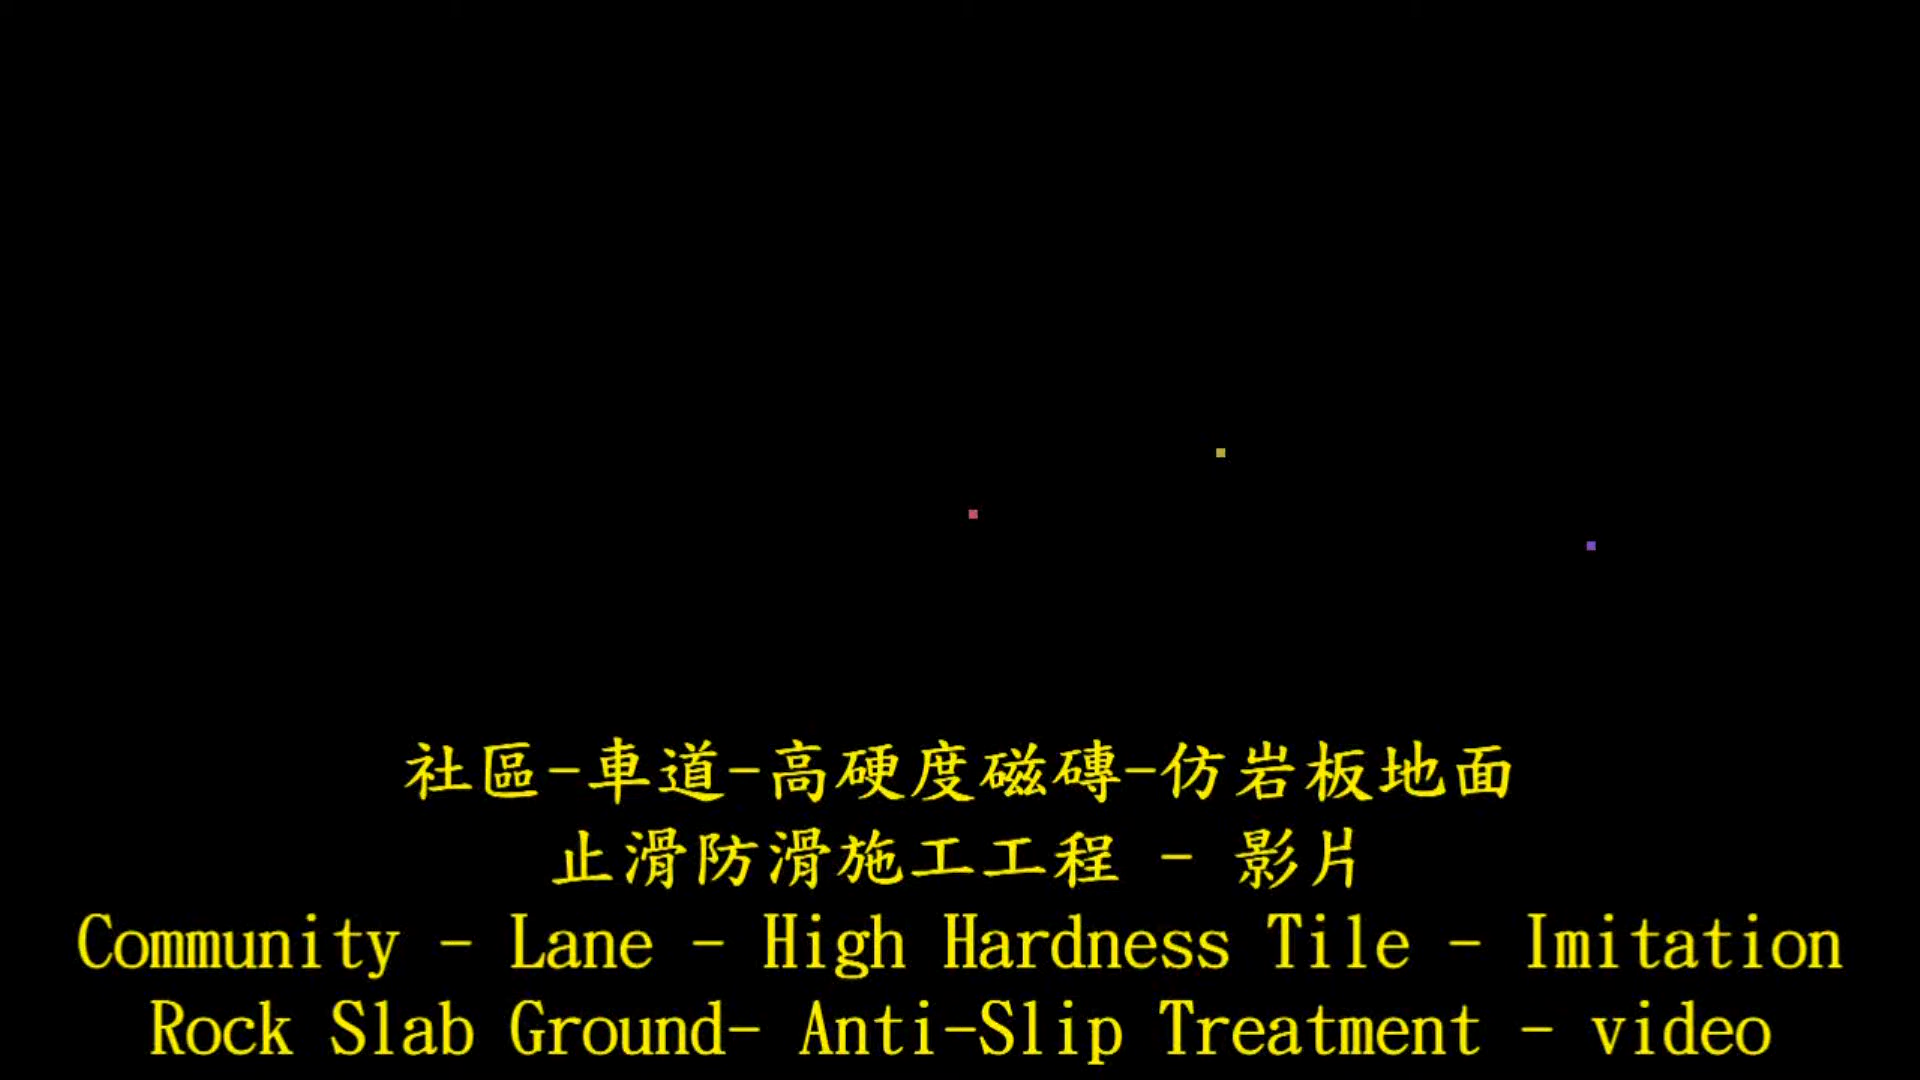 社區-車道-高硬度磁磚-仿岩板地面
止滑防滑施工工程 - 影片
Community - Lane - High Hardness Tile - Imitation
Rock Slab Ground- Anti-Slip Treatment - video